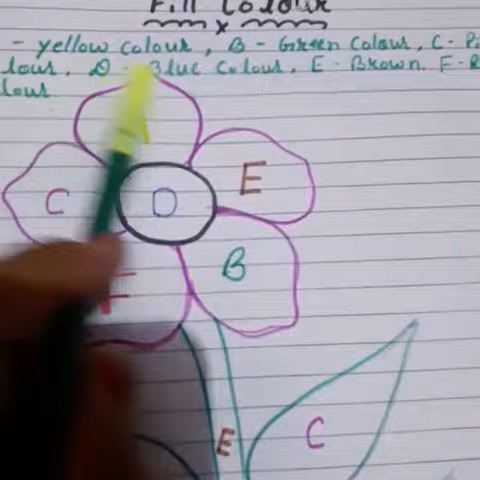 Fill Colour
x
- yellow colour, B - Green Colour, C -
lour. D - Blue Colour. E - Brown. F -
lour
E
C
D
B
F
E
C